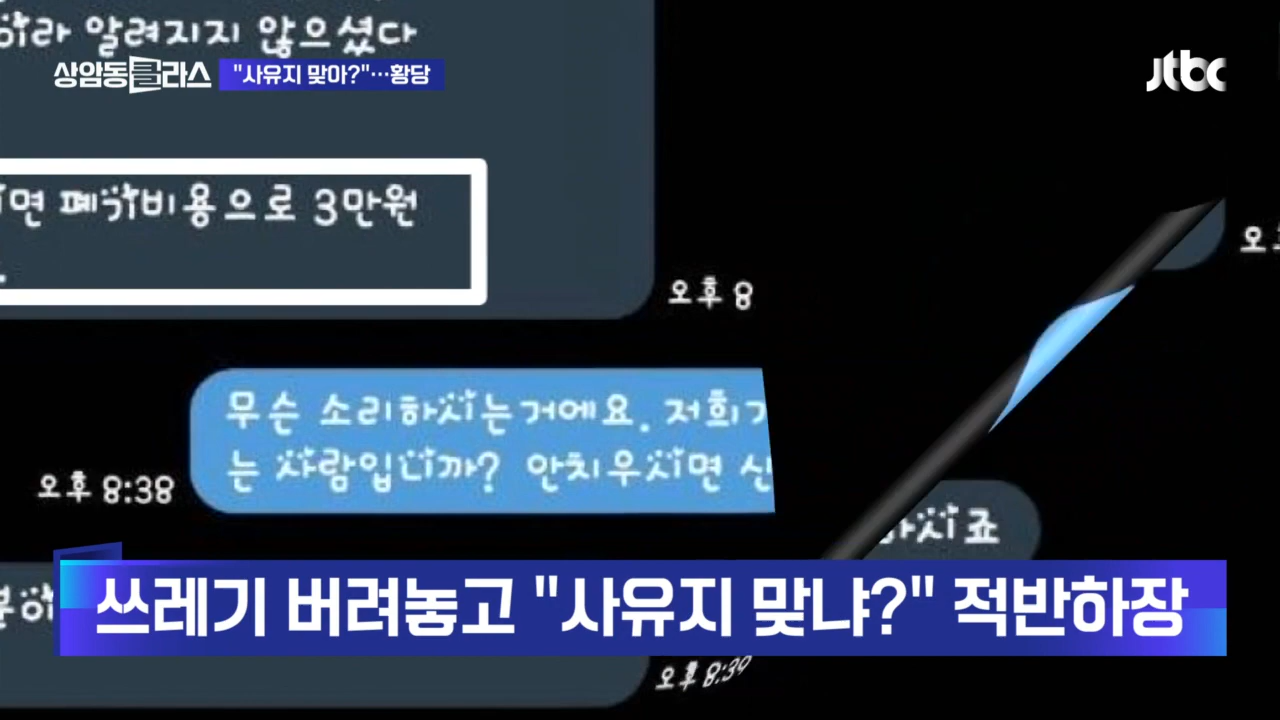 알려지지 않으셨다
상암동클라스 "사유지 맞아?"…황당
jtbc
면 폐기비용으로 3만원
오후 8
무슨 소리하시는거에요. 저희가
는 사람입니까? 안치우시면 신
오후 8:38
하시죠
쓰레기 버려놓고 "사유지 맞냐?" 적반하장
오후 8:39